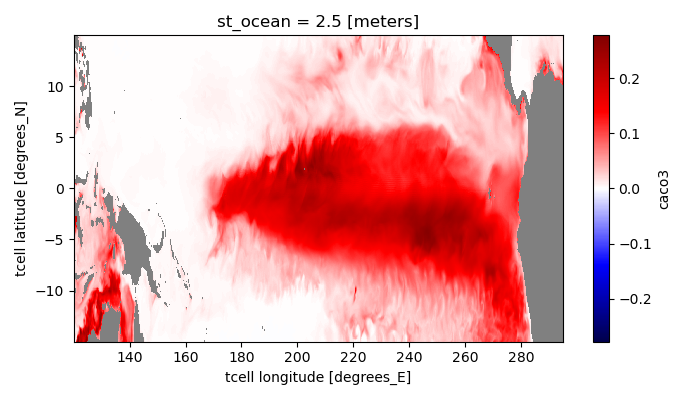 st_ocean = 2.5 [meters]
10
5
0
−5
−10
tcell latitude [degrees_N]
140 160 180 200 220 240 260 280
tcell longitude [degrees_E]
0.2
0.1
0.0
−0.1
−0.2
caco3